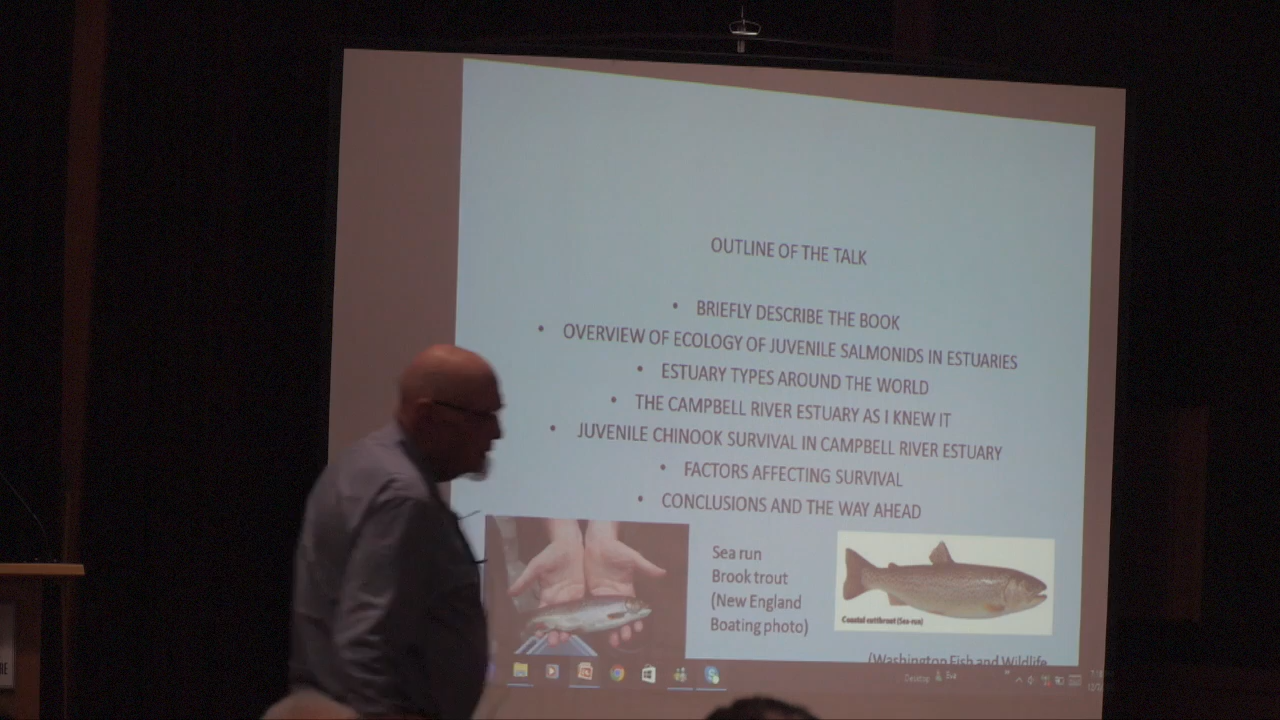 OUTLINE OF THE TALK
• BRIEFLY DESCRIBE THE BOOK
• OVERVIEW OF ECOLOGY OF JUVENILE SALMONIDS IN ESTUARIES
• ESTUARY TYPES AROUND THE WORLD
• THE CAMPBELL RIVER ESTUARY AS I KNEW IT
• JUVENILE CHINOOK SURVIVAL IN CAMPBELL RIVER ESTUARY
• FACTORS AFFECTING SURVIVAL
• CONCLUSIONS AND THE WAY AHEAD
Sea run
Brook trout
(New England
Boating photo)
Coastal cutthroat (Sea-run)
(Washington Fish and Wildlife
Desktop